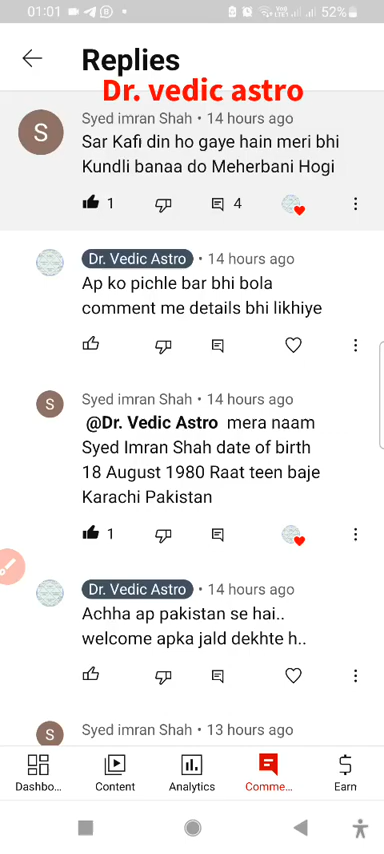 01:01
52%
Replies
Dr. vedic astro
S
Syed imran Shah • 14 hours ago
Sar Kafi din ho gaye hain meri bhi
Kundli banaa do Meherbani Hogi
1
4
Dr. Vedic Astro • 14 hours ago
Ap ko pichle bar bhi bola
comment me details bhi likhiye
S
Syed imran Shah • 14 hours ago
@Dr. Vedic Astro mera naam
Syed Imran Shah date of birth
18 August 1980 Raat teen baje
Karachi Pakistan
1
Dr. Vedic Astro • 14 hours ago
Achha ap pakistan se hai..
welcome apka jald dekhte h..
S
Syed imran Shah • 13 hours ago
Dashbo... Content Analytics Comme... Earn